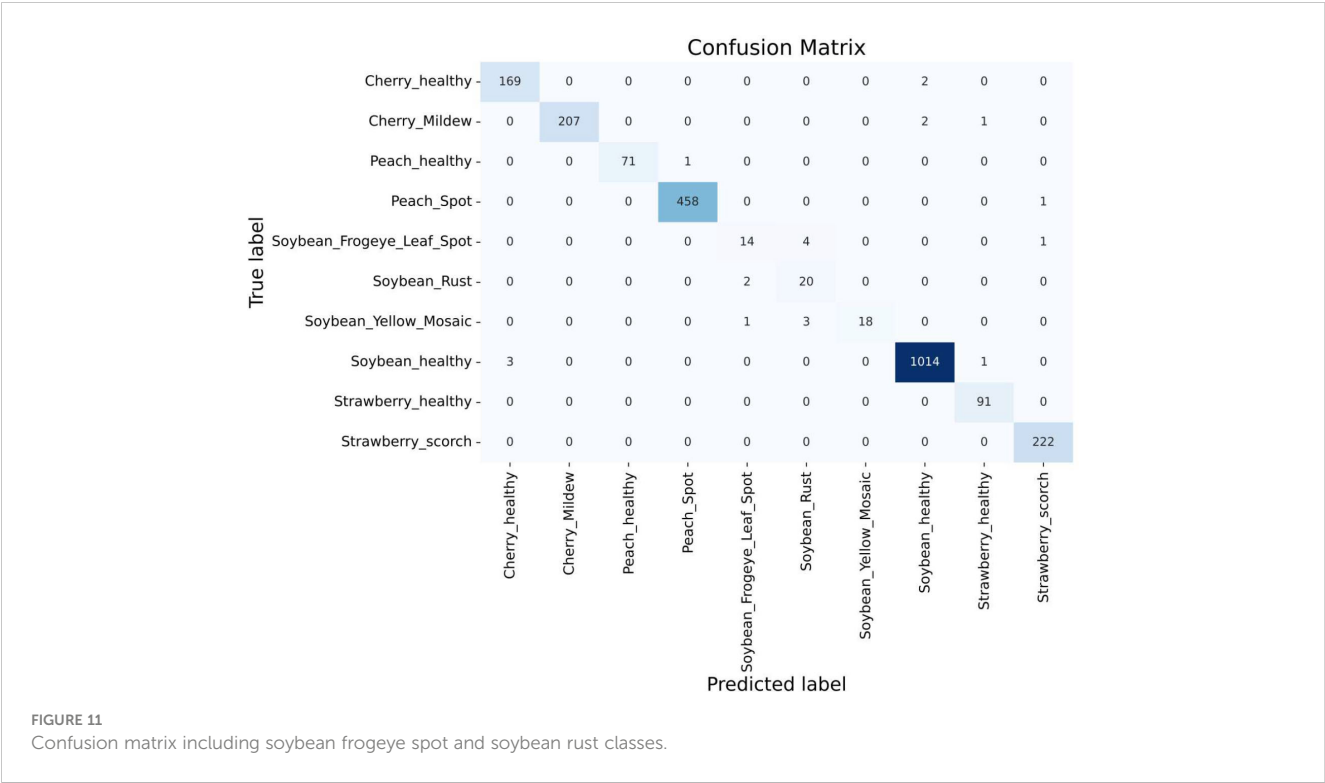 Confusion Matrix
True label
Cherry_healthy 169 0 0 0 0 0 0 2 0 0
Cherry_Mildew 0 207 0 0 0 0 0 2 1 0
Peach_healthy 0 0 71 1 0 0 0 0 0 0
Peach_Spot 0 0 0 458 0 0 0 0 0 1
Soybean_Frogeye_Leaf_Spot 0 0 0 0 14 4 0 0 0 1
Soybean_Rust 0 0 0 0 2 20 0 0 0 0
Soybean_Yellow_Mosaic 0 0 0 0 1 3 18 0 0 0
Soybean_healthy 3 0 0 0 0 0 0 1014 1 0
Strawberry_healthy 0 0 0 0 0 0 0 0 91 0
Strawberry_scorch 0 0 0 0 0 0 0 0 0 222
Cherry_healthy
Cherry_Mildew
Peach_healthy
Peach_Spot
Soybean_Frogeye_Leaf_Spot
Soybean_Rust
Soybean_Yellow_Mosaic
Soybean_healthy
Strawberry_healthy
Strawberry_scorch
Predicted label
FIGURE 11
Confusion matrix including soybean frogeye spot and soybean rust classes.